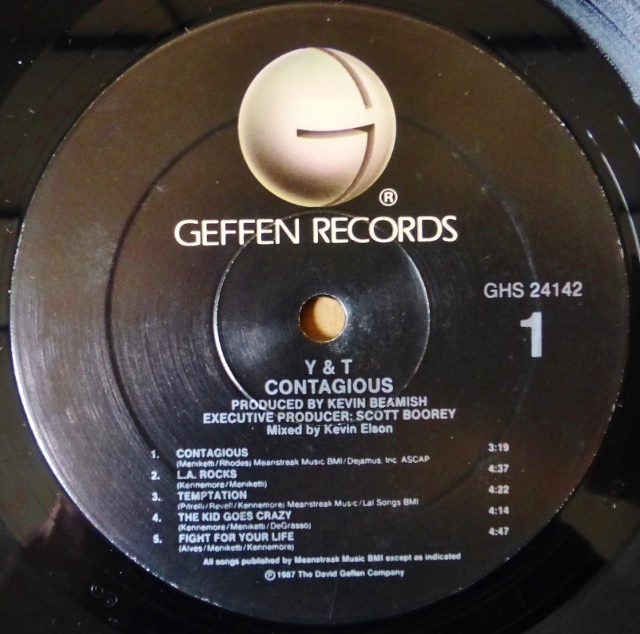 ®
GEFFEN RECORDS
GHS 24142
1
Y & T
CONTAGIOUS
PRODUCED BY KEVIN BEAMISH
EXECUTIVE PRODUCER: SCOTT BOOREY
Mixed by Kevin Elson
1. CONTAGIOUS 3:19
(Meniketti/Rhodes) Meanstreak Music BMI/Dejamus, Inc. ASCAP
2. L.A. ROCKS 4:37
(Kennemore/Meniketti)
3. TEMPTATION 4:22
(Pitrelli/Revell/Kennemore) Meanstreak Music/Lal Songs BMI
4. THE KID GOES CRAZY 4:14
(Kennemore/Meniketti/DeGrasso)
5. FIGHT FOR YOUR LIFE 4:47
(Alves/Meniketti/Kennemore)
All songs published by Meanstreak Music BMI except as indicated
℗1987 The David Geffen Company